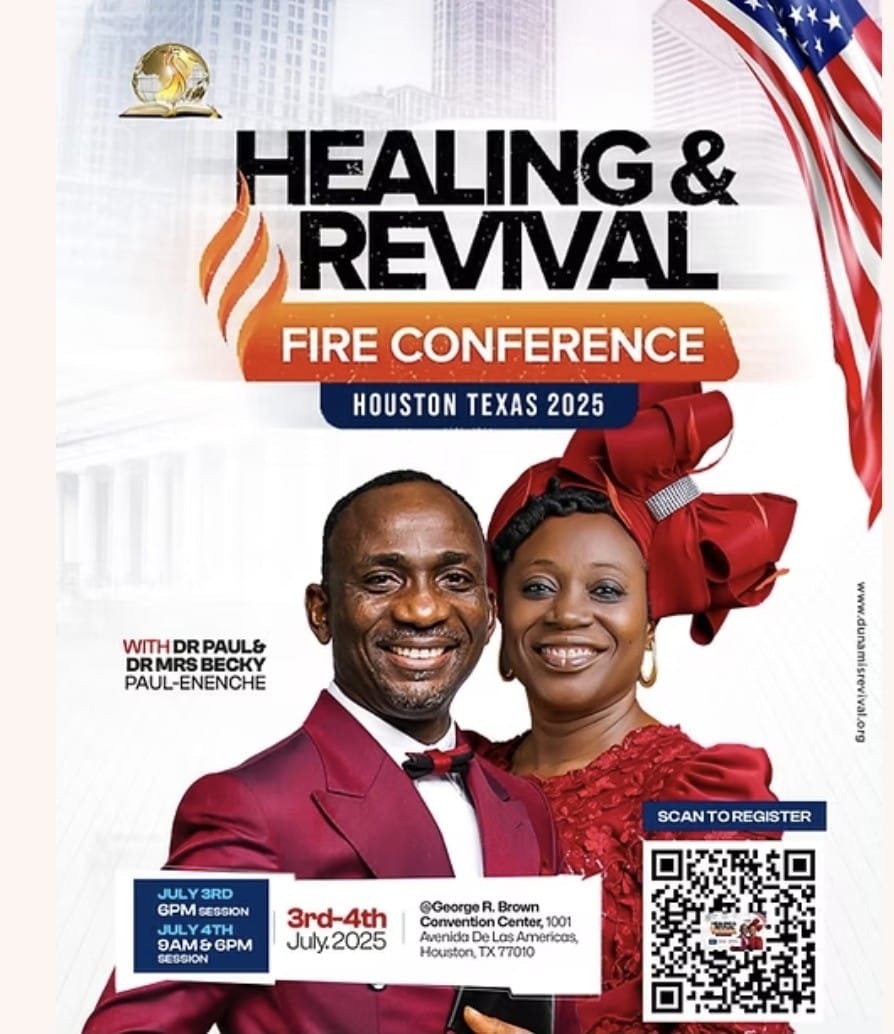 HEALING &
REVIVAL
FIRE CONFERENCE
HOUSTON TEXAS 2025
WITH DR PAUL&
DR MRS BECKY
PAUL-ENENCHE
www.dunamisrevival.org
SCAN TO REGISTER
JULY 3RD
6PM SESSION
JULY 4TH
9AM & 6PM
SESSION
3rd-4th
July.2025
@George R. Brown
Convention Center, 1001
Avenida De Las Americas,
Houston, TX 77010